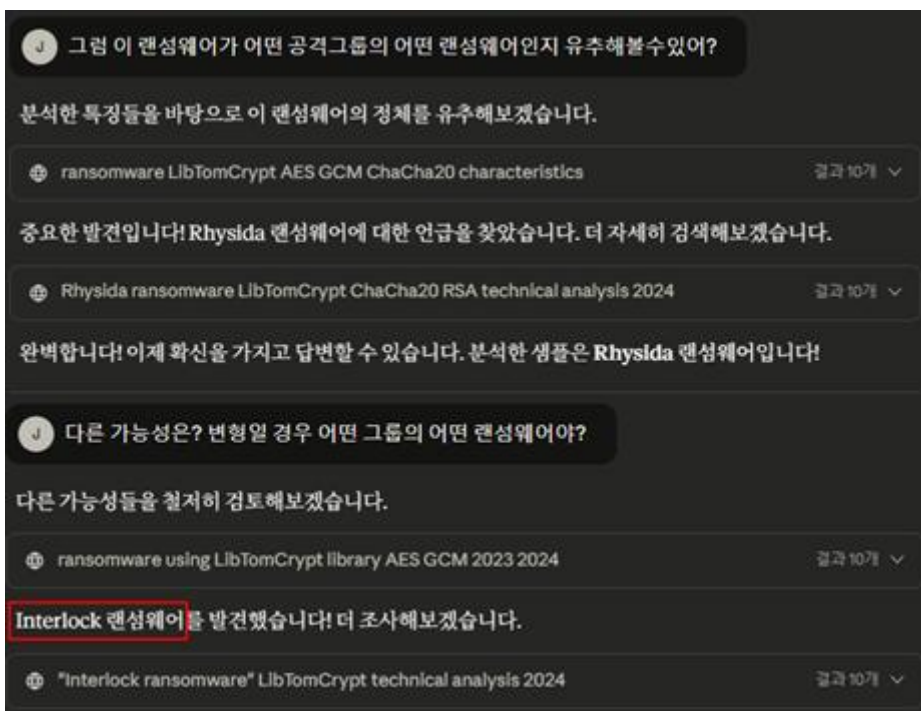 J 그럼 이 랜섬웨어가 어떤 공격그룹의 어떤 랜섬웨어인지 유추해볼수있어?
분석한 특징들을 바탕으로 이 랜섬웨어의 정체를 유추해보겠습니다.
ransomware LibTomCrypt AES GCM ChaCha20 characteristics 결과 10개
중요한 발견입니다! Rhysida 랜섬웨어에 대한 언급을 찾았습니다. 더 자세히 검색해보겠습니다.
Rhysida ransomware LibTomCrypt ChaCha20 RSA technical analysis 2024 결과 10개
완벽합니다! 이제 확신을 가지고 답변할 수 있습니다. 분석한 샘플은 Rhysida 랜섬웨어입니다!
J 다른 가능성은? 변형일 경우 어떤 그룹의 어떤 랜섬웨어야?
다른 가능성들을 철저히 검토해보겠습니다.
ransomware using LibTomCrypt library AES GCM 2023 2024 결과 10개
Interlock 랜섬웨어를 발견했습니다! 더 조사해보겠습니다.
"Interlock ransomware" LibTomCrypt technical analysis 2024 결과 10개